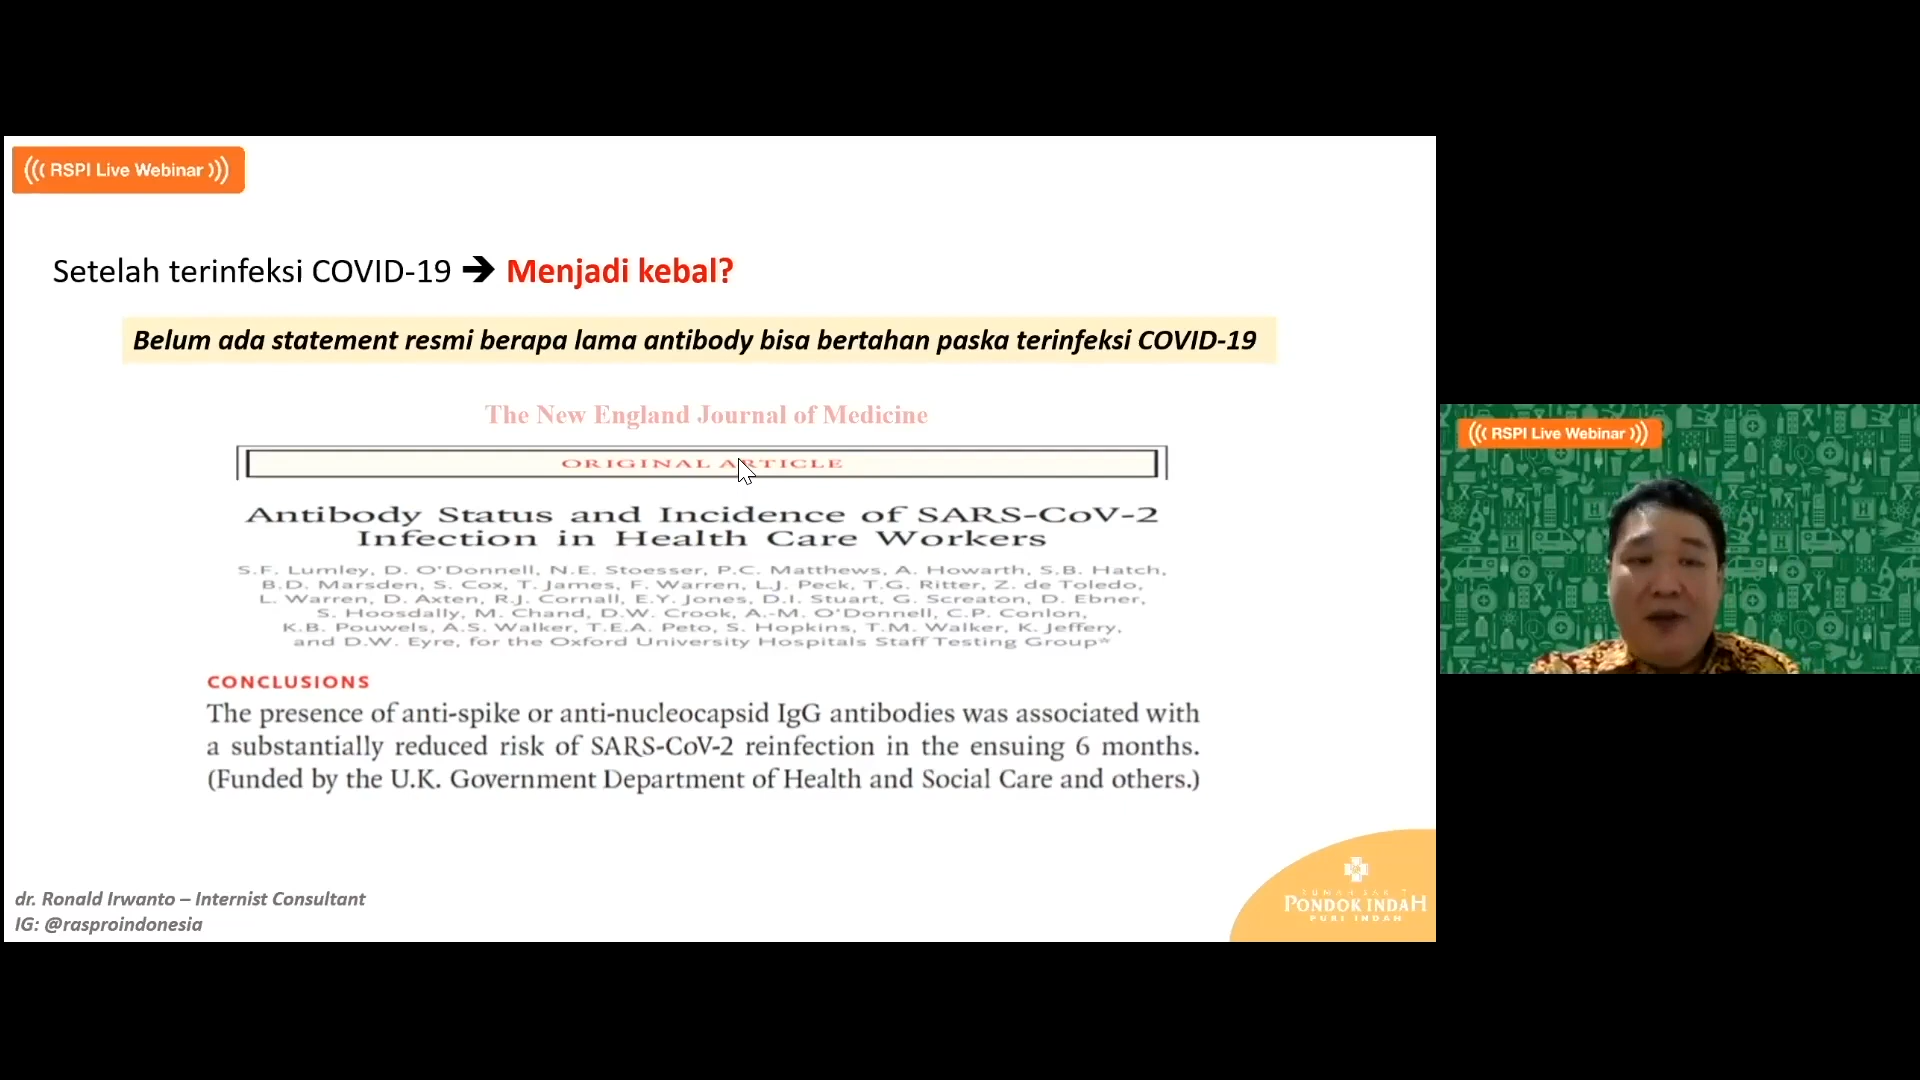 ((( RSPI Live Webinar )))
Setelah terinfeksi COVID-19 ➔ Menjadi kebal?
Belum ada statement resmi berapa lama antibody bisa bertahan paska terinfeksi COVID-19
The New England Journal of Medicine
ORIGINAL ARTICLE
Antibody Status and Incidence of SARS-CoV-2
Infection in Health Care Workers
S.F. Lumley, D. O'Donnell, N.E. Stoesser, P.C. Matthews, A. Howarth, S.B. Hatch,
B.D. Marsden, S. Cox, T. James, F. Warren, L.J. Peck, T.G. Ritter, Z. de Toledo,
L. Warren, D. Axten, R.J. Cornall, E.Y. Jones, D.I. Stuart, G. Screaton, D. Ebner,
S. Hoosdally, M. Chand, D.W. Crook, A.-M. O'Donnell, C.P. Conlon,
K.B. Pouwels, A.S. Walker, T.E.A. Peto, S. Hopkins, T.M. Walker, K. Jeffery,
and D.W. Eyre, for the Oxford University Hospitals Staff Testing Group*
CONCLUSIONS
The presence of anti-spike or anti-nucleocapsid IgG antibodies was associated with
a substantially reduced risk of SARS-CoV-2 reinfection in the ensuing 6 months.
(Funded by the U.K. Government Department of Health and Social Care and others.)
dr. Ronald Irwanto – Internist Consultant
IG: @rasproindonesia
RUMAH SAKIT
PONDOK INDAH
PURI INDAH
((( RSPI Live Webinar )))